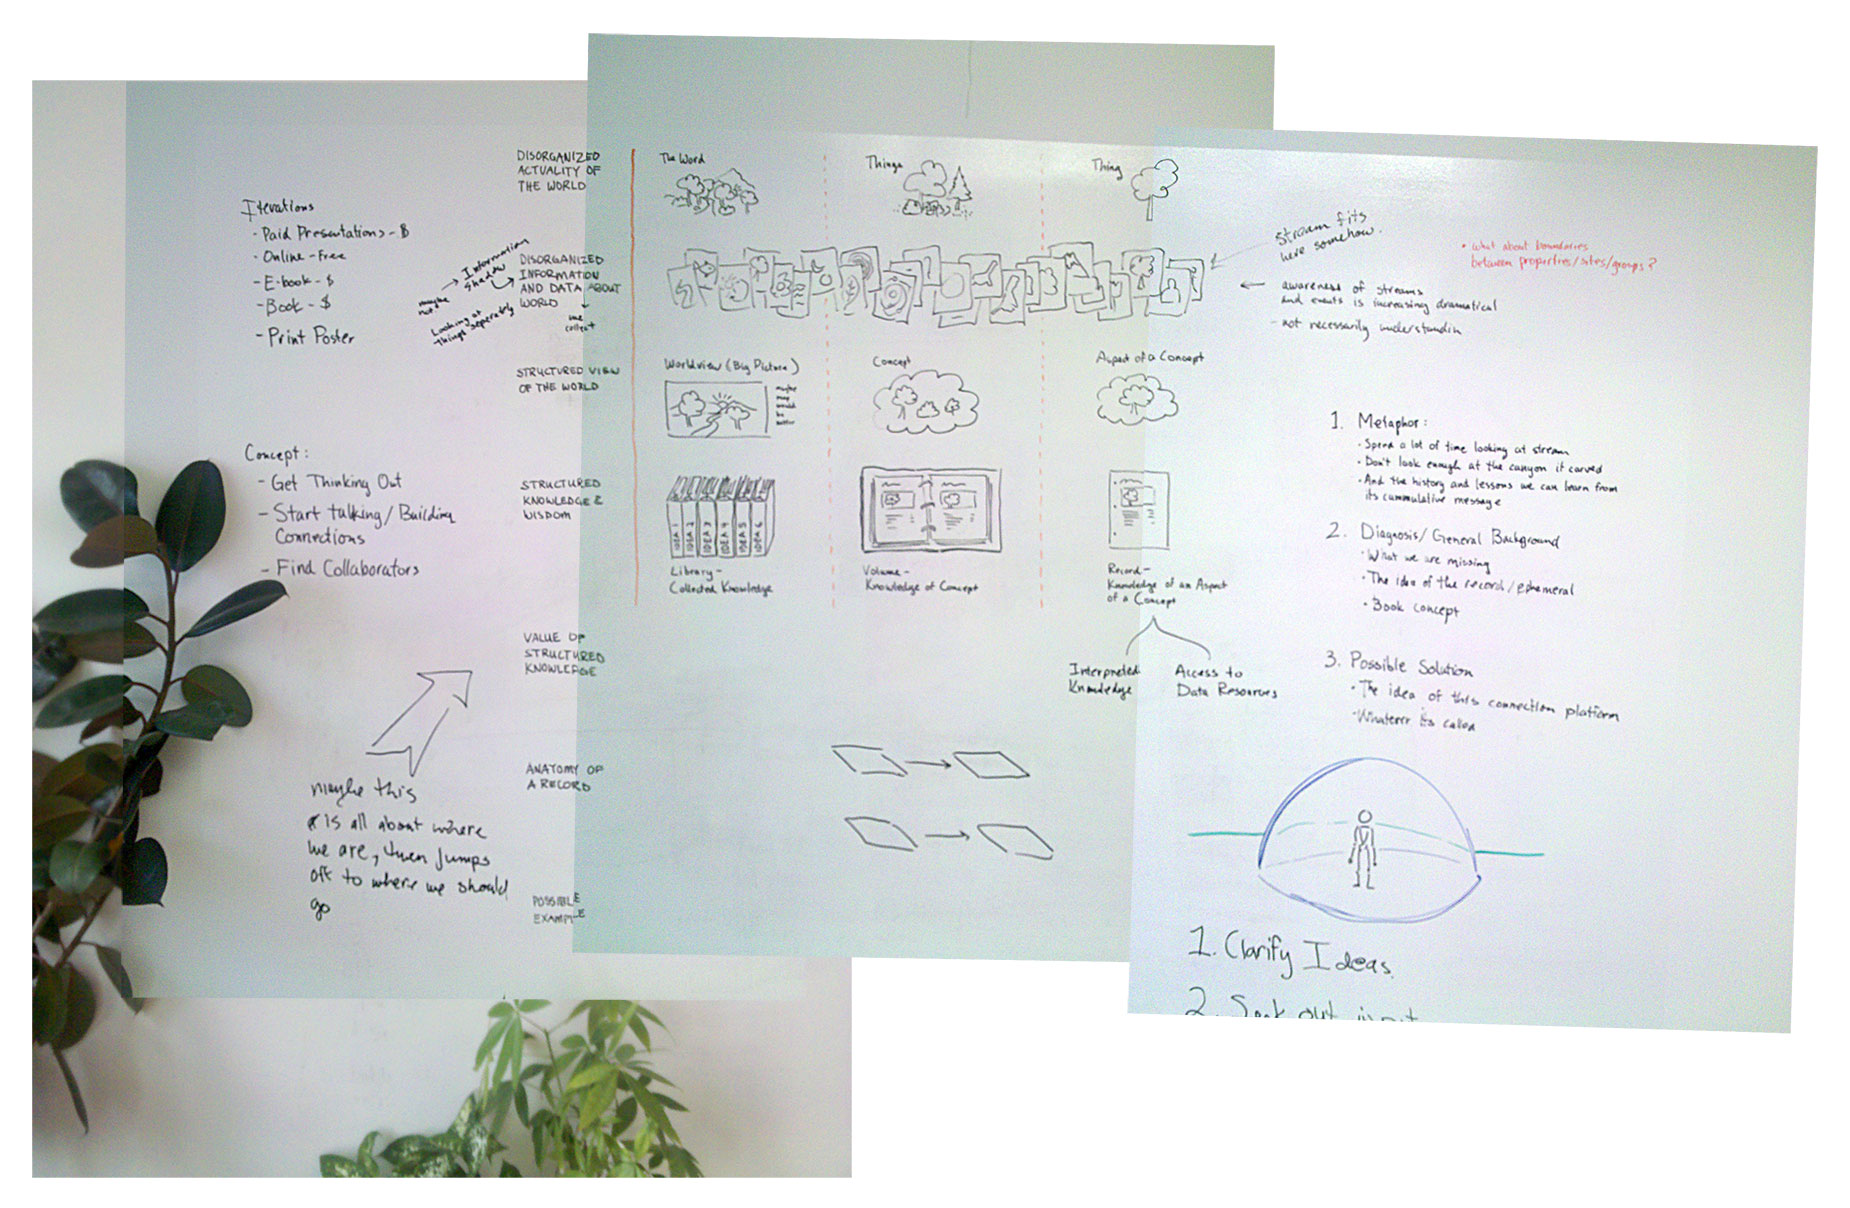 Iterations
- Paid Presentations - $
- Online - Free
- E-book - $
- Book - $
- Print Poster
Concept:
- Get Thinking Out
- Start talking / Building
Connections
- Find Collaborators
maybe this
is all about where
we are, then jumps
off to where we should
go
maybe
not
Information
Shadow
Looking at
things seperately
DISORGANIZED
ACTUALITY OF
THE WORLD
DISORGANIZED
INFORMATION
AND DATA ABOUT
WORLD
we
collect
STRUCTURED VIEW
OF THE WORLD
STRUCTURED
KNOWLEDGE &
WISDOM
VALUE OF
STRUCTURED
KNOWLEDGE
ANATOMY OF
A RECORD
POSSIBLE
EXAMPLE
The Word
Things
Thing
Worldview (Big Picture)
maybe
map
would
be
better
Concept
Aspect of a Concept
IDEA 1
IDEA 2
IDEA 3
IDEA 4
IDEA 5
IDEA 6
Library -
Collected Knowledge
Volume -
Knowledge of Concept
Record -
Knowledge of an Aspect
of a Concept
Interpreted
Knowledge
Access to
Data Resources
Stream fits
here somehow.
• what about boundaries
between properties/sites/groups?
awareness of streams
and events is increasing dramatical
- not necessarily understandin
1. Metaphor:
• Spend a lot of time looking at stream
• Don't look enough at the canyon it carved
• And the history and lessons we can learn from
its cummulative message
2. Diagnosis/General Background
• What we are missing
• The idea of the record/ephemeral
• Book concept
3. Possible Solution
• The idea of this connection platform
• Whaterrr its called
1. Clarify Ideas.
2. Seek out input